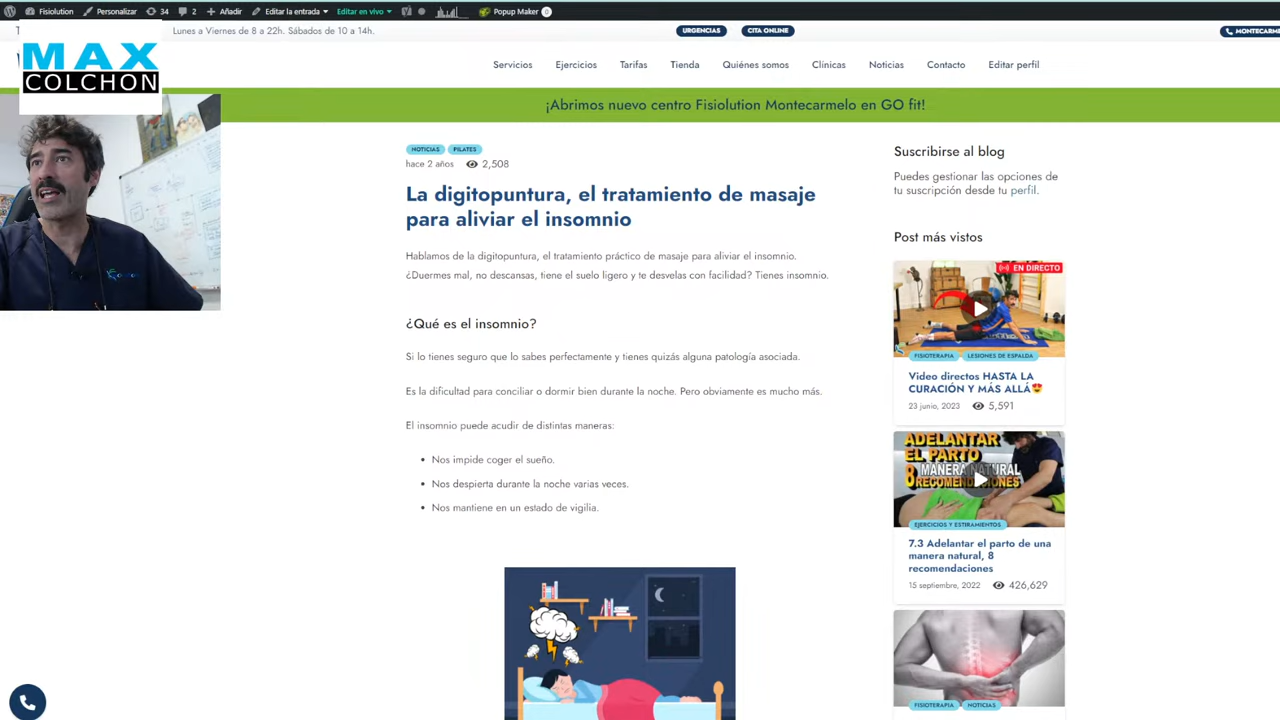 Fisiolution
Personalizar
34
2
Añadir
Editar la entrada
Editar en vivo
Popup Maker
0
Lunes a Viernes de 8 a 22h. Sábados de 10 a 14h.
URGENCIAS
CITA ONLINE
MAX
COLCHON
Servicios
Ejercicios
Tarifas
Tienda
Quiénes somos
Clínicas
Noticias
Contacto
Editar perfil
¡Abrimos nuevo centro Fisiolution Montecarmelo en GO fit!
NOTICIAS
PILATES
hace 2 años
2,508
La digitopuntura, el tratamiento de masaje
para aliviar el insomnio
Hablamos de la digitopuntura, el tratamiento práctico de masaje para aliviar el insomnio.
¿Duermes mal, no descansas, tiene el suelo ligero y te desvelas con facilidad? Tienes insomnio.
¿Qué es el insomnio?
Si lo tienes seguro que lo sabes perfectamente y tienes quizás alguna patología asociada.
Es la dificultad para conciliar o dormir bien durante la noche. Pero obviamente es mucho más.
El insomnio puede acudir de distintas maneras:
Nos impide coger el sueño.
Nos despierta durante la noche varias veces.
Nos mantiene en un estado de vigilia.
Suscribirse al blog
Puedes gestionar las opciones de
tu suscripción desde tu perfil.
Post más vistos
EN DIRECTO
FISIOTERAPIA
LESIONES DE ESPALDA
Video directos HASTA LA
CURACIÓN Y MÁS ALLÁ😍
23 junio, 2023
5,591
ADELANTAR
EL PARTO
DE UNA
MANERA NATURAL
8 RECOMENDACIONES
EJERCICIOS Y ESTIRAMIENTOS
7.3 Adelantar el parto de una
manera natural, 8
recomendaciones
15 septiembre, 2022
426,629
FISIOTERAPIA
NOTICIAS